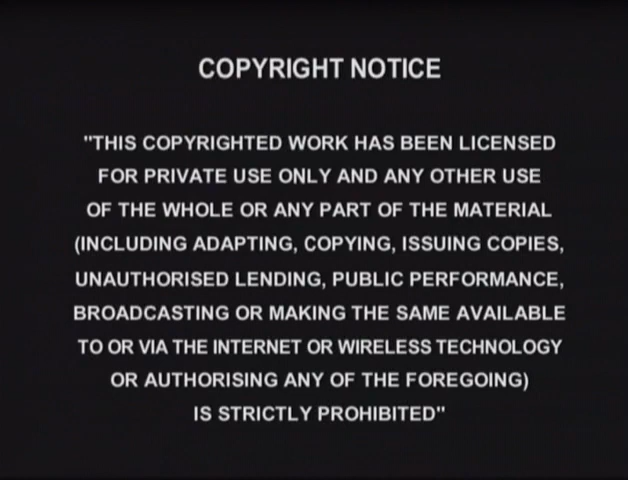 COPYRIGHT NOTICE
"THIS COPYRIGHTED WORK HAS BEEN LICENSED
FOR PRIVATE USE ONLY AND ANY OTHER USE
OF THE WHOLE OR ANY PART OF THE MATERIAL
(INCLUDING ADAPTING, COPYING, ISSUING COPIES,
UNAUTHORISED LENDING, PUBLIC PERFORMANCE,
BROADCASTING OR MAKING THE SAME AVAILABLE
TO OR VIA THE INTERNET OR WIRELESS TECHNOLOGY
OR AUTHORISING ANY OF THE FOREGOING)
IS STRICTLY PROHIBITED"